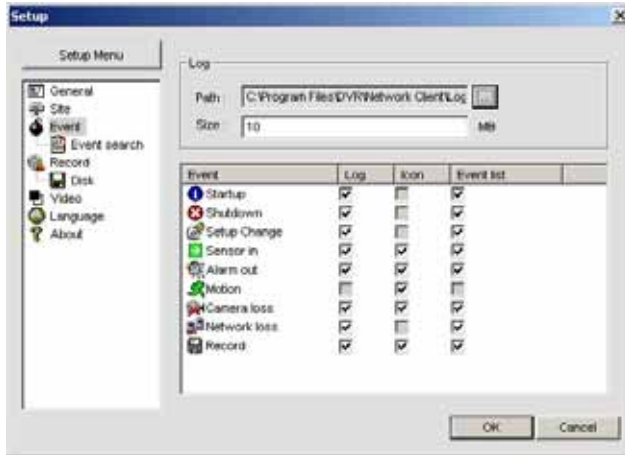 Setup
Setup Menu
General
Site
Event
Event search
Record
Disk
Video
Language
About
Log
Path : C:\Program Files\DVR\Network Client\Log ...
Size : 10 MB
Event Log Icon Event list
Startup
Shutdown
Setup Change
Sensor in
Alarm out
Motion
Camera loss
Network loss
Record
OK Cancel